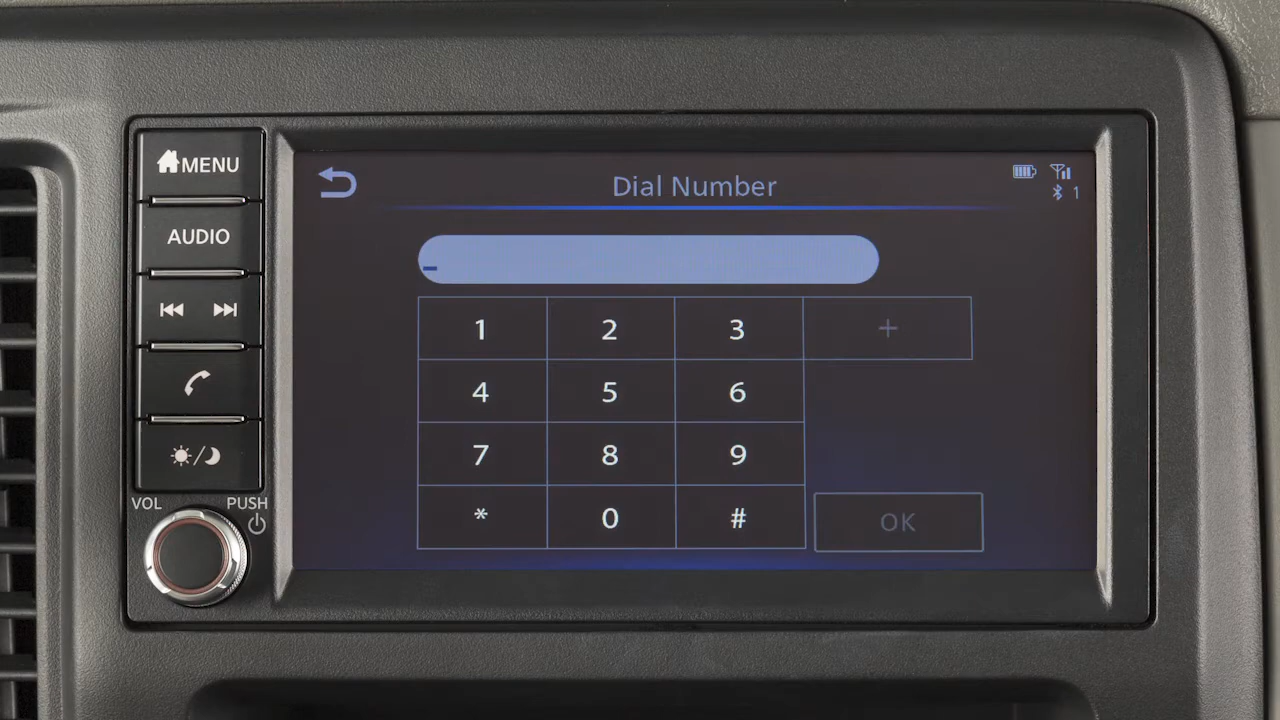 MENU
AUDIO
VOL PUSH
Dial Number
1
_
1 2 3 +
4 5 6
7 8 9
* 0 #
OK